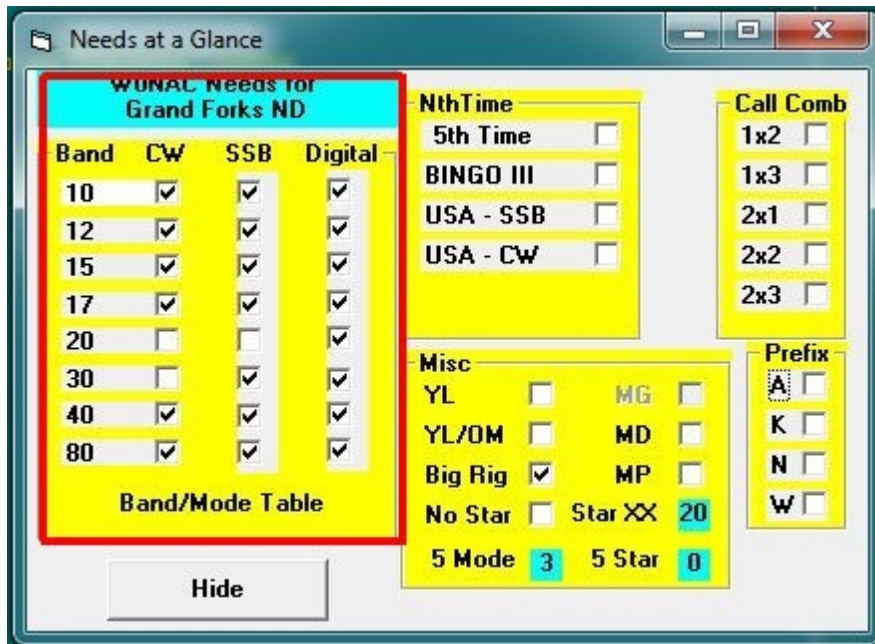 Needs at a Glance
W0NAC Needs for
Grand Forks ND
Band CW SSB Digital
10
12
15
17
20
30
40
80
Band/Mode Table
Hide
NthTime
5th Time
BINGO III
USA - SSB
USA - CW
Call Comb
1x2
1x3
2x1
2x2
2x3
Misc
YL MG
YL/OM MD
Big Rig MP
No Star Star XX 20
5 Mode 3 5 Star 0
Prefix
A
K
N
W